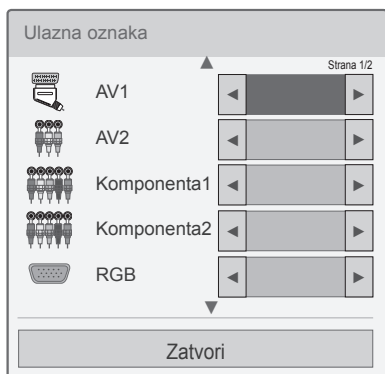 Ulazna oznaka
Strana 1/2
AV1
AV2
Komponenta1
Komponenta2
RGB
Zatvori